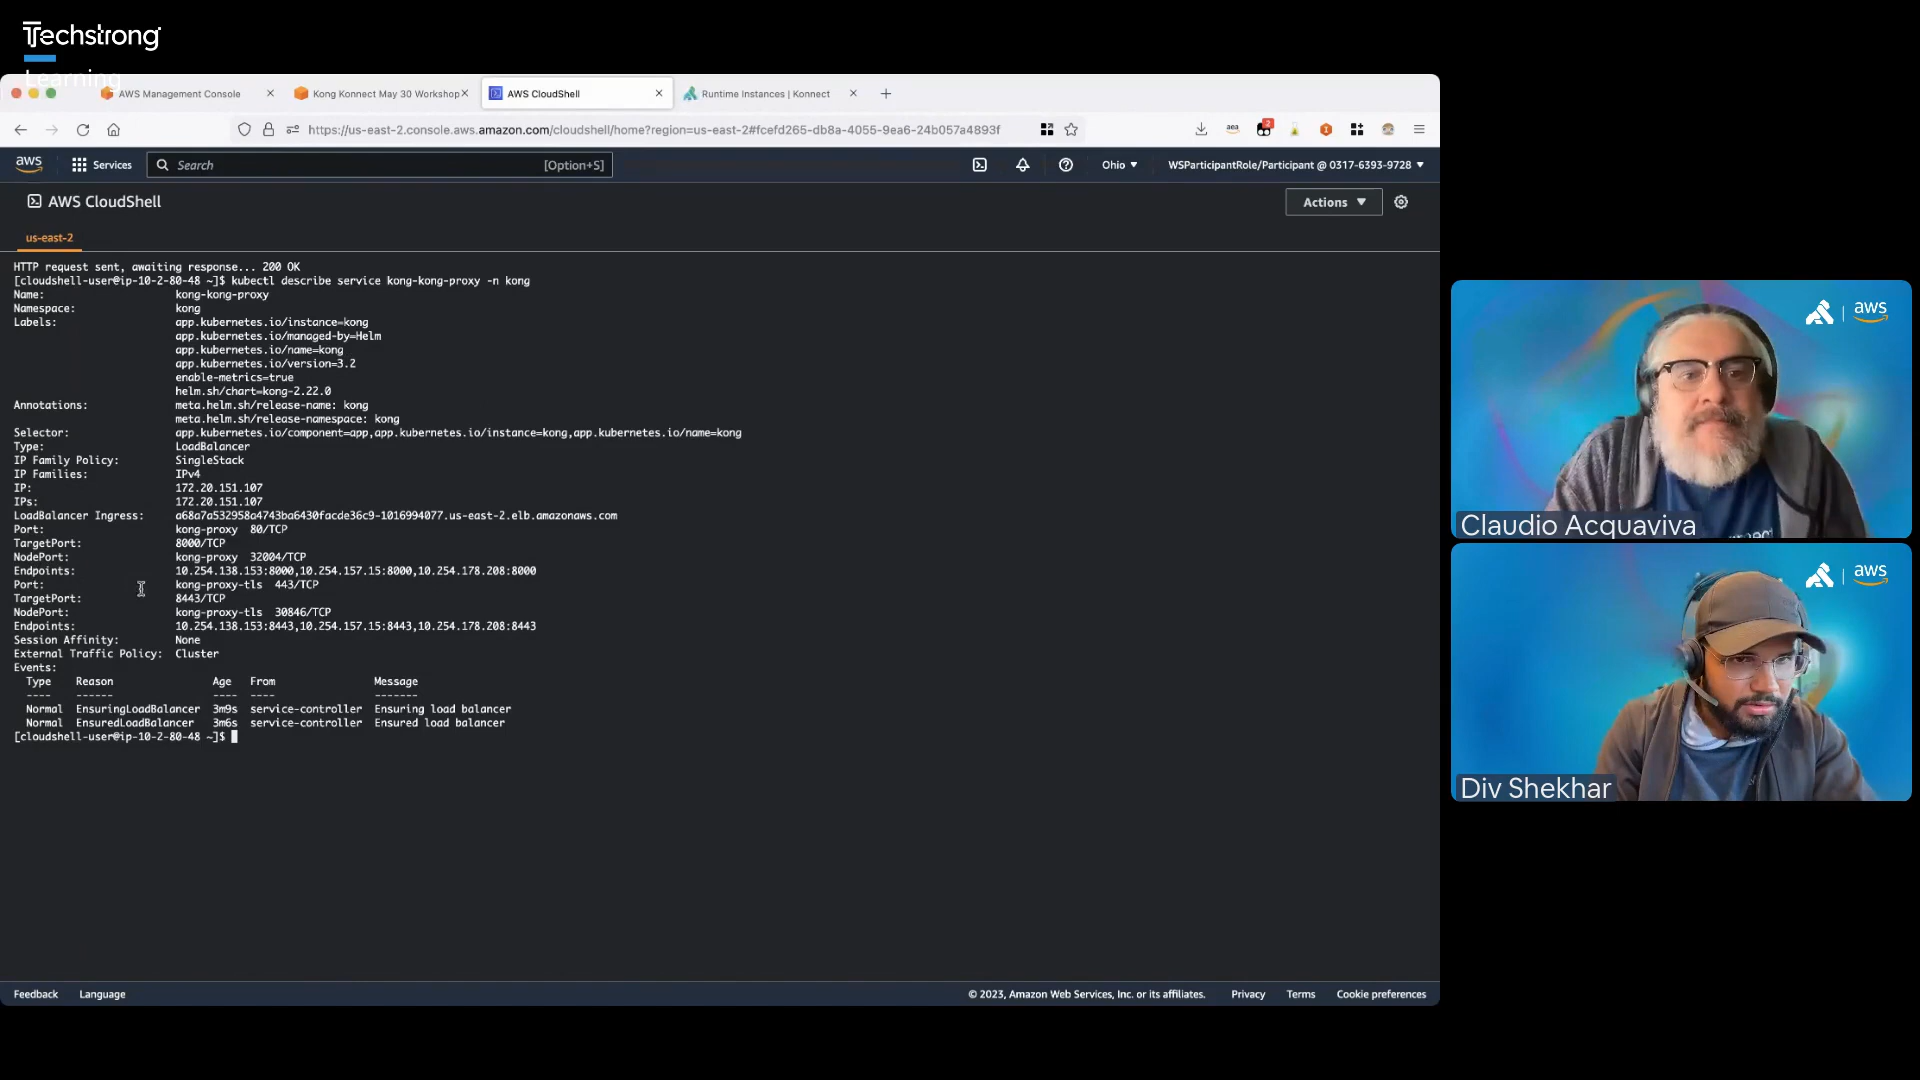 Techstrong
Learning
AWS Management Console
Kong Konnect May 30 Workshop
AWS CloudShell
Runtime Instances | Konnect
https://us-east-2.console.aws.amazon.com/cloudshell/home?region=us-east-2#fcefd265-db8a-4055-9ea6-24b057a4893f
aea
2
aws
Services
Search
[Option+S]
Ohio
WSParticipantRole/Participant @ 0317-6393-9728
AWS CloudShell
Actions
us-east-2
HTTP request sent, awaiting response... 200 OK
[cloudshell-user@ip-10-2-80-48 ~]$ kubectl describe service kong-kong-proxy -n kong
Name: kong-kong-proxy
Namespace: kong
Labels: app.kubernetes.io/instance=kong
app.kubernetes.io/managed-by=Helm
app.kubernetes.io/name=kong
app.kubernetes.io/version=3.2
enable-metrics=true
helm.sh/chart=kong-2.22.0
Annotations: meta.helm.sh/release-name: kong
meta.helm.sh/release-namespace: kong
Selector: app.kubernetes.io/component=app,app.kubernetes.io/instance=kong,app.kubernetes.io/name=kong
Type: LoadBalancer
IP Family Policy: SingleStack
IP Families: IPv4
IP: 172.20.151.107
IPs: 172.20.151.107
LoadBalancer Ingress: a68a7a532958a4743ba6430facde36c9-1016994077.us-east-2.elb.amazonaws.com
Port: kong-proxy 80/TCP
TargetPort: 8000/TCP
NodePort: kong-proxy 32004/TCP
Endpoints: 10.254.138.153:8000,10.254.157.15:8000,10.254.178.208:8000
Port: kong-proxy-tls 443/TCP
TargetPort: 8443/TCP
NodePort: kong-proxy-tls 30846/TCP
Endpoints: 10.254.138.153:8443,10.254.157.15:8443,10.254.178.208:8443
Session Affinity: None
External Traffic Policy: Cluster
Events:
Type Reason Age From Message
---- ------ ---- ---- -------
Normal EnsuringLoadBalancer 3m9s service-controller Ensuring load balancer
Normal EnsuredLoadBalancer 3m6s service-controller Ensured load balancer
[cloudshell-user@ip-10-2-80-48 ~]$
Feedback
Language
© 2023, Amazon Web Services, Inc. or its affiliates.
Privacy
Terms
Cookie preferences
aws
Claudio Acquaviva
aws
Div Shekhar